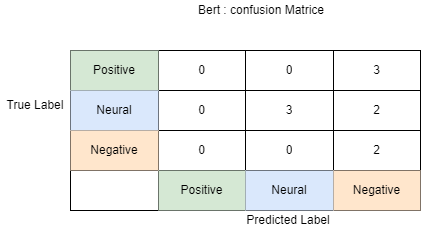 Bert : confusion Matrice
Positive 0 0 3
True Label
Neural 0 3 2
Negative 0 0 2
Positive Neural Negative
Predicted Label